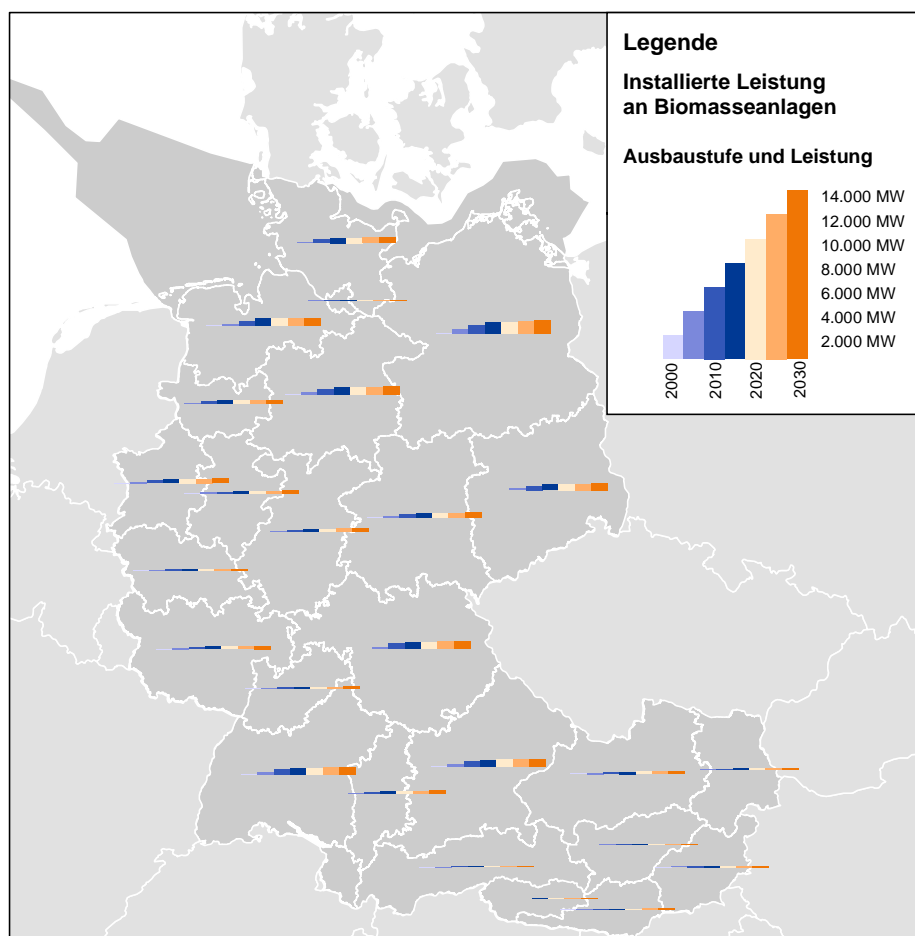 Legende
Installierte Leistung
an Biomasseanlagen
Ausbaustufe und Leistung
14.000 MW
12.000 MW
10.000 MW
8.000 MW
6.000 MW
4.000 MW
2.000 MW
2000
2010
2020
2030